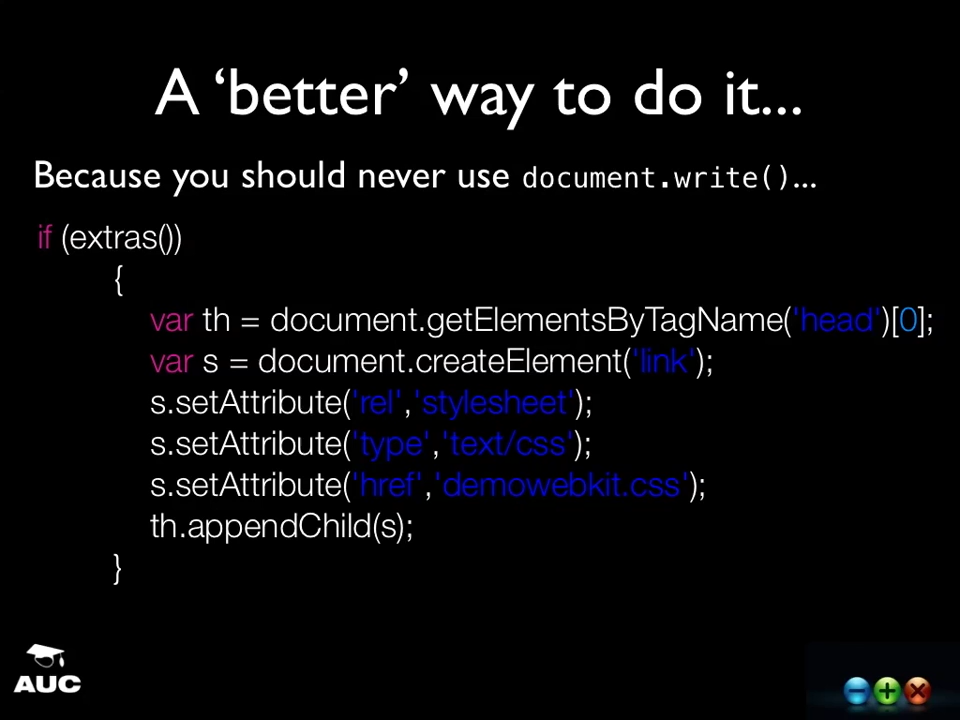 A ‘better’ way to do it...
Because you should never use document.write()...
if (extras())
{
var th = document.getElementsByTagName('head')[0];
var s = document.createElement('link');
s.setAttribute('rel','stylesheet');
s.setAttribute('type','text/css');
s.setAttribute('href','demowebkit.css');
th.appendChild(s);
}
AUC